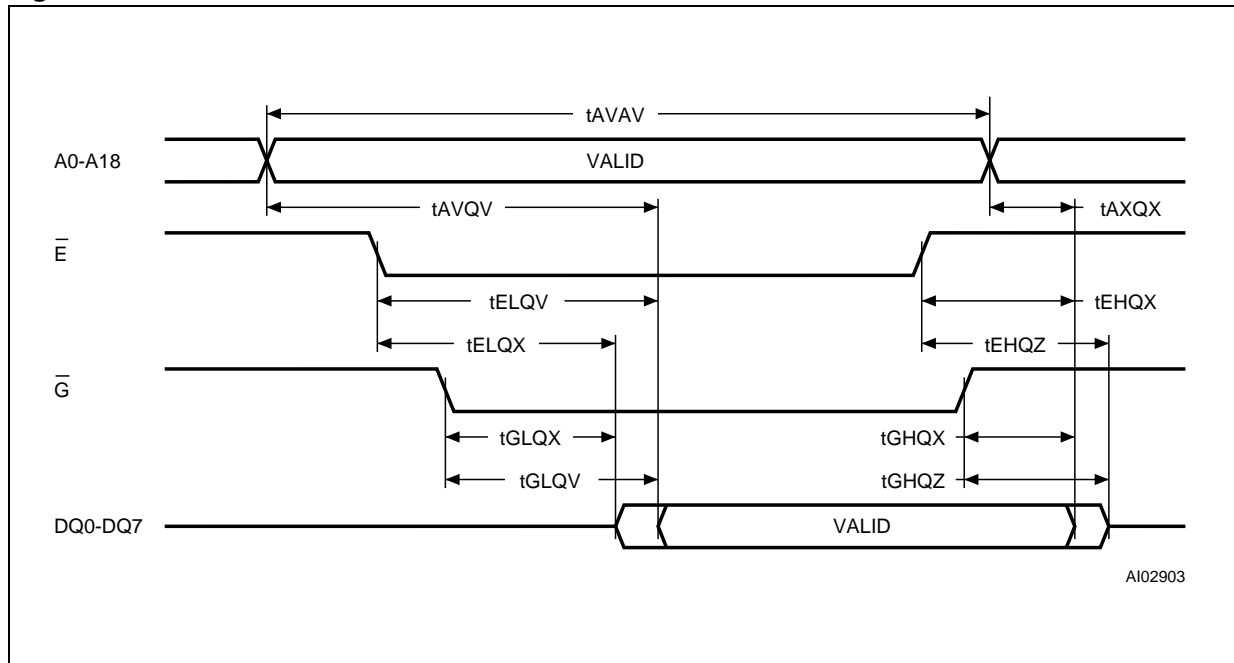 tAVAV
A0-A18
VALID
tAVQV
tAXQX
E̅
tELQV
tEHQX
tELQX
tEHQZ
G̅
tGLQX
tGHQX
tGLQV
tGHQZ
DQ0-DQ7
VALID
AI02903